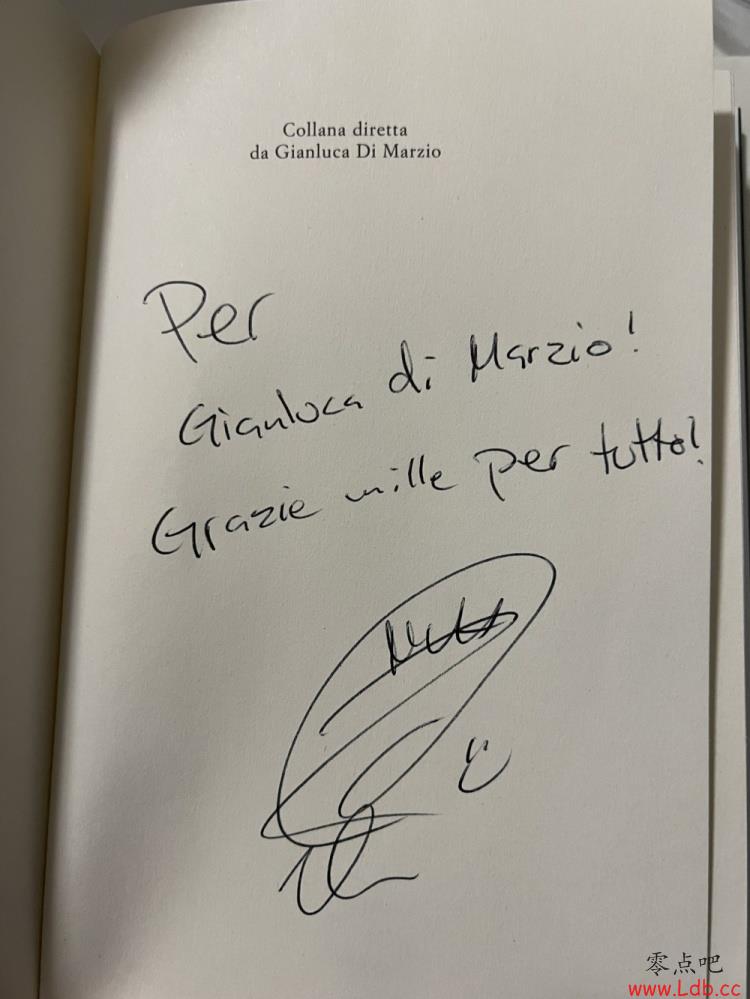 Collana diretta
da Gianluca Di Marzio
Per
Gianluca di Marzio!
Grazie mille per tutto!
零点吧
www.Ldb.cc